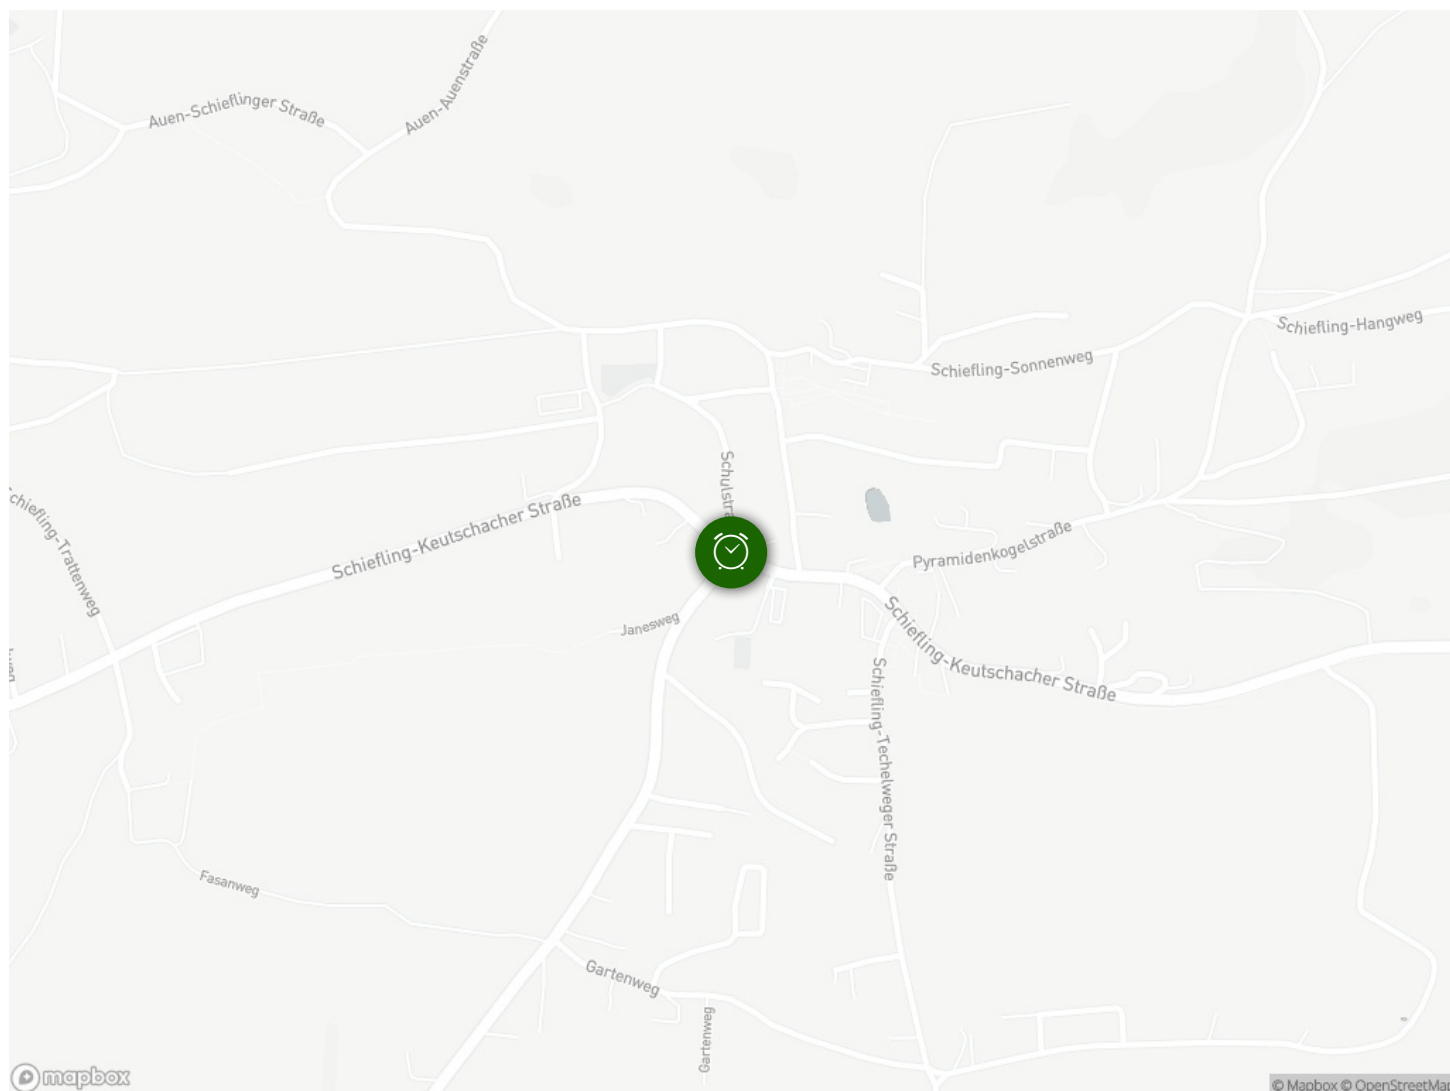 Auen-Schieflinger Straße
Auen-Auenstraße
Schiefling-Hangweg
Schiefling-Sonnenweg
Schulstra
Schiefling-Keutschacher Straße
Schiefling-Trattenweg
Pyramidenkogelstraße
Janesweg
Schiefling-Keutschacher Straße
Schiefling-Techelweger Straße
Fasanweg
Gartenweg
Gartenweg
mapbox
© Mapbox © OpenStreetMap